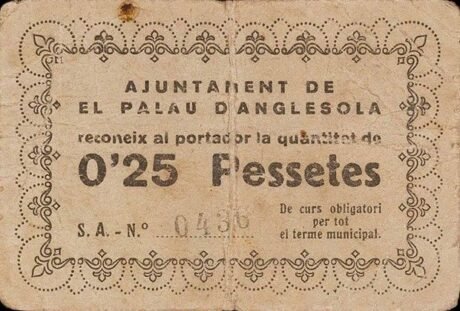 AJUNTAMENT DE
EL PALAU D'ANGLESOLA
reconeix al portador la quantitat de
0'25 Pessetes
S. A. - N.º 0436
De curs obligatori
per tot
el terme municipal.